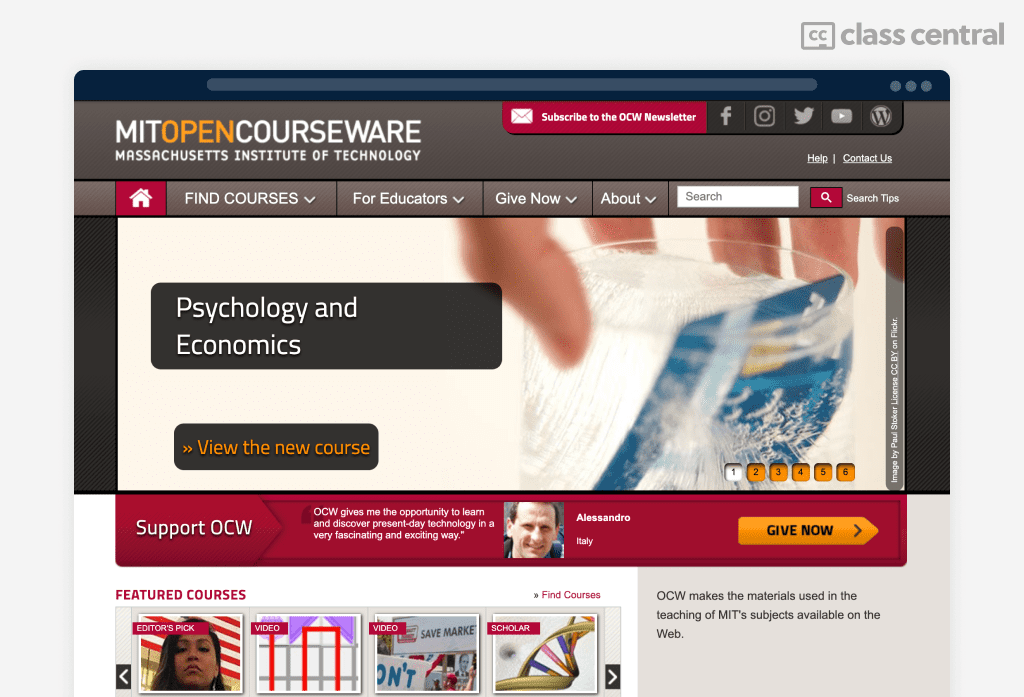 cc class central
Subscribe to the OCW Newsletter
MITOPENCOURSEWARE
MASSACHUSETTS INSTITUTE OF TECHNOLOGY
Help | Contact Us
FIND COURSES For Educators Give Now About Search Search Tips
Psychology and
Economics
» View the new course
Image by Paul Stoker License CC BY on Flickr.
1 2 3 4 5 6
Support OCW
OCW gives me the opportunity to learn
and discover present-day technology in a
very fascinating and exciting way."
Alessandro
Italy
GIVE NOW
FEATURED COURSES
» Find Courses
OCW makes the materials used in the
teaching of MIT's subjects available on the
Web.
EDITOR'S PICK VIDEO VIDEO SCHOLAR
SAVE MARKE
ON'T